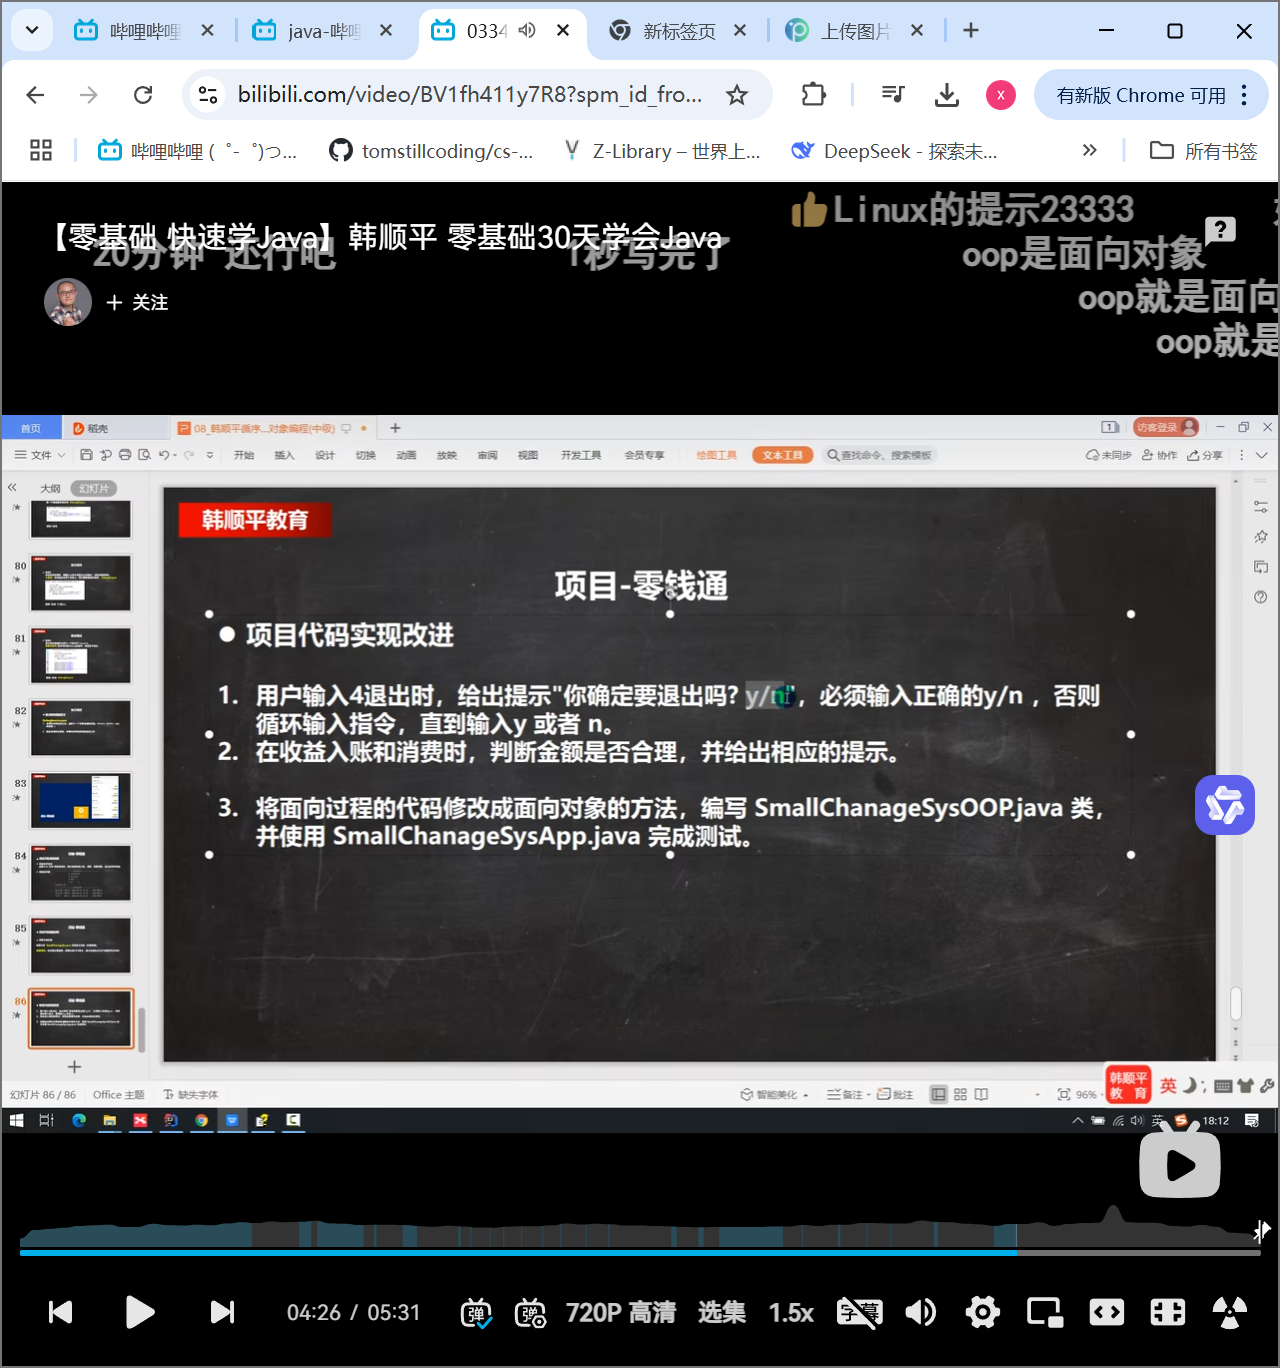 哔哩哔哩
java-哔哩
0334
新标签页
上传图片
bilibili.com/video/BV1fh411y7R8?spm_id_fro...
x
有新版 Chrome 可用
哔哩哔哩 (゜-゜)つ...
tomstillcoding/cs-...
Z-Library – 世界上...
DeepSeek - 探索未...
所有书签
Linux的提示23333
【零基础 快速学Java】韩顺平 零基础30天学会Java
20分钟 还行吧
1秒写完了
oop是面向对象
oop就是面向
oop就是
关注
首页
稻壳
08_韩顺平循序...对象编程(中级)
访客登录
文件
开始
插入
设计
切换
动画
放映
审阅
视图
开发工具
会员专享
绘图工具
文本工具
查找命令、搜索模板
未同步
协作
分享
大纲
幻灯片
80
81
82
83
84
85
86
韩顺平教育
项目-零钱通
● 项目代码实现改进
1. 用户输入4退出时，给出提示"你确定要退出吗? y/n"，必须输入正确的y/n ，否则
循环输入指令，直到输入y 或者 n。
2. 在收益入账和消费时，判断金额是否合理，并给出相应的提示。
3. 将面向过程的代码修改成面向对象的方法，编写 SmallChanageSysOOP.java 类，
并使用 SmallChanageSysApp.java 完成测试。
幻灯片 86 / 86
Office 主题
缺失字体
智能美化
备注
批注
96%
韩顺平
教 育
英
英
18:12
04:26 / 05:31
弹
弹
720P 高清
选集
1.5x
字幕